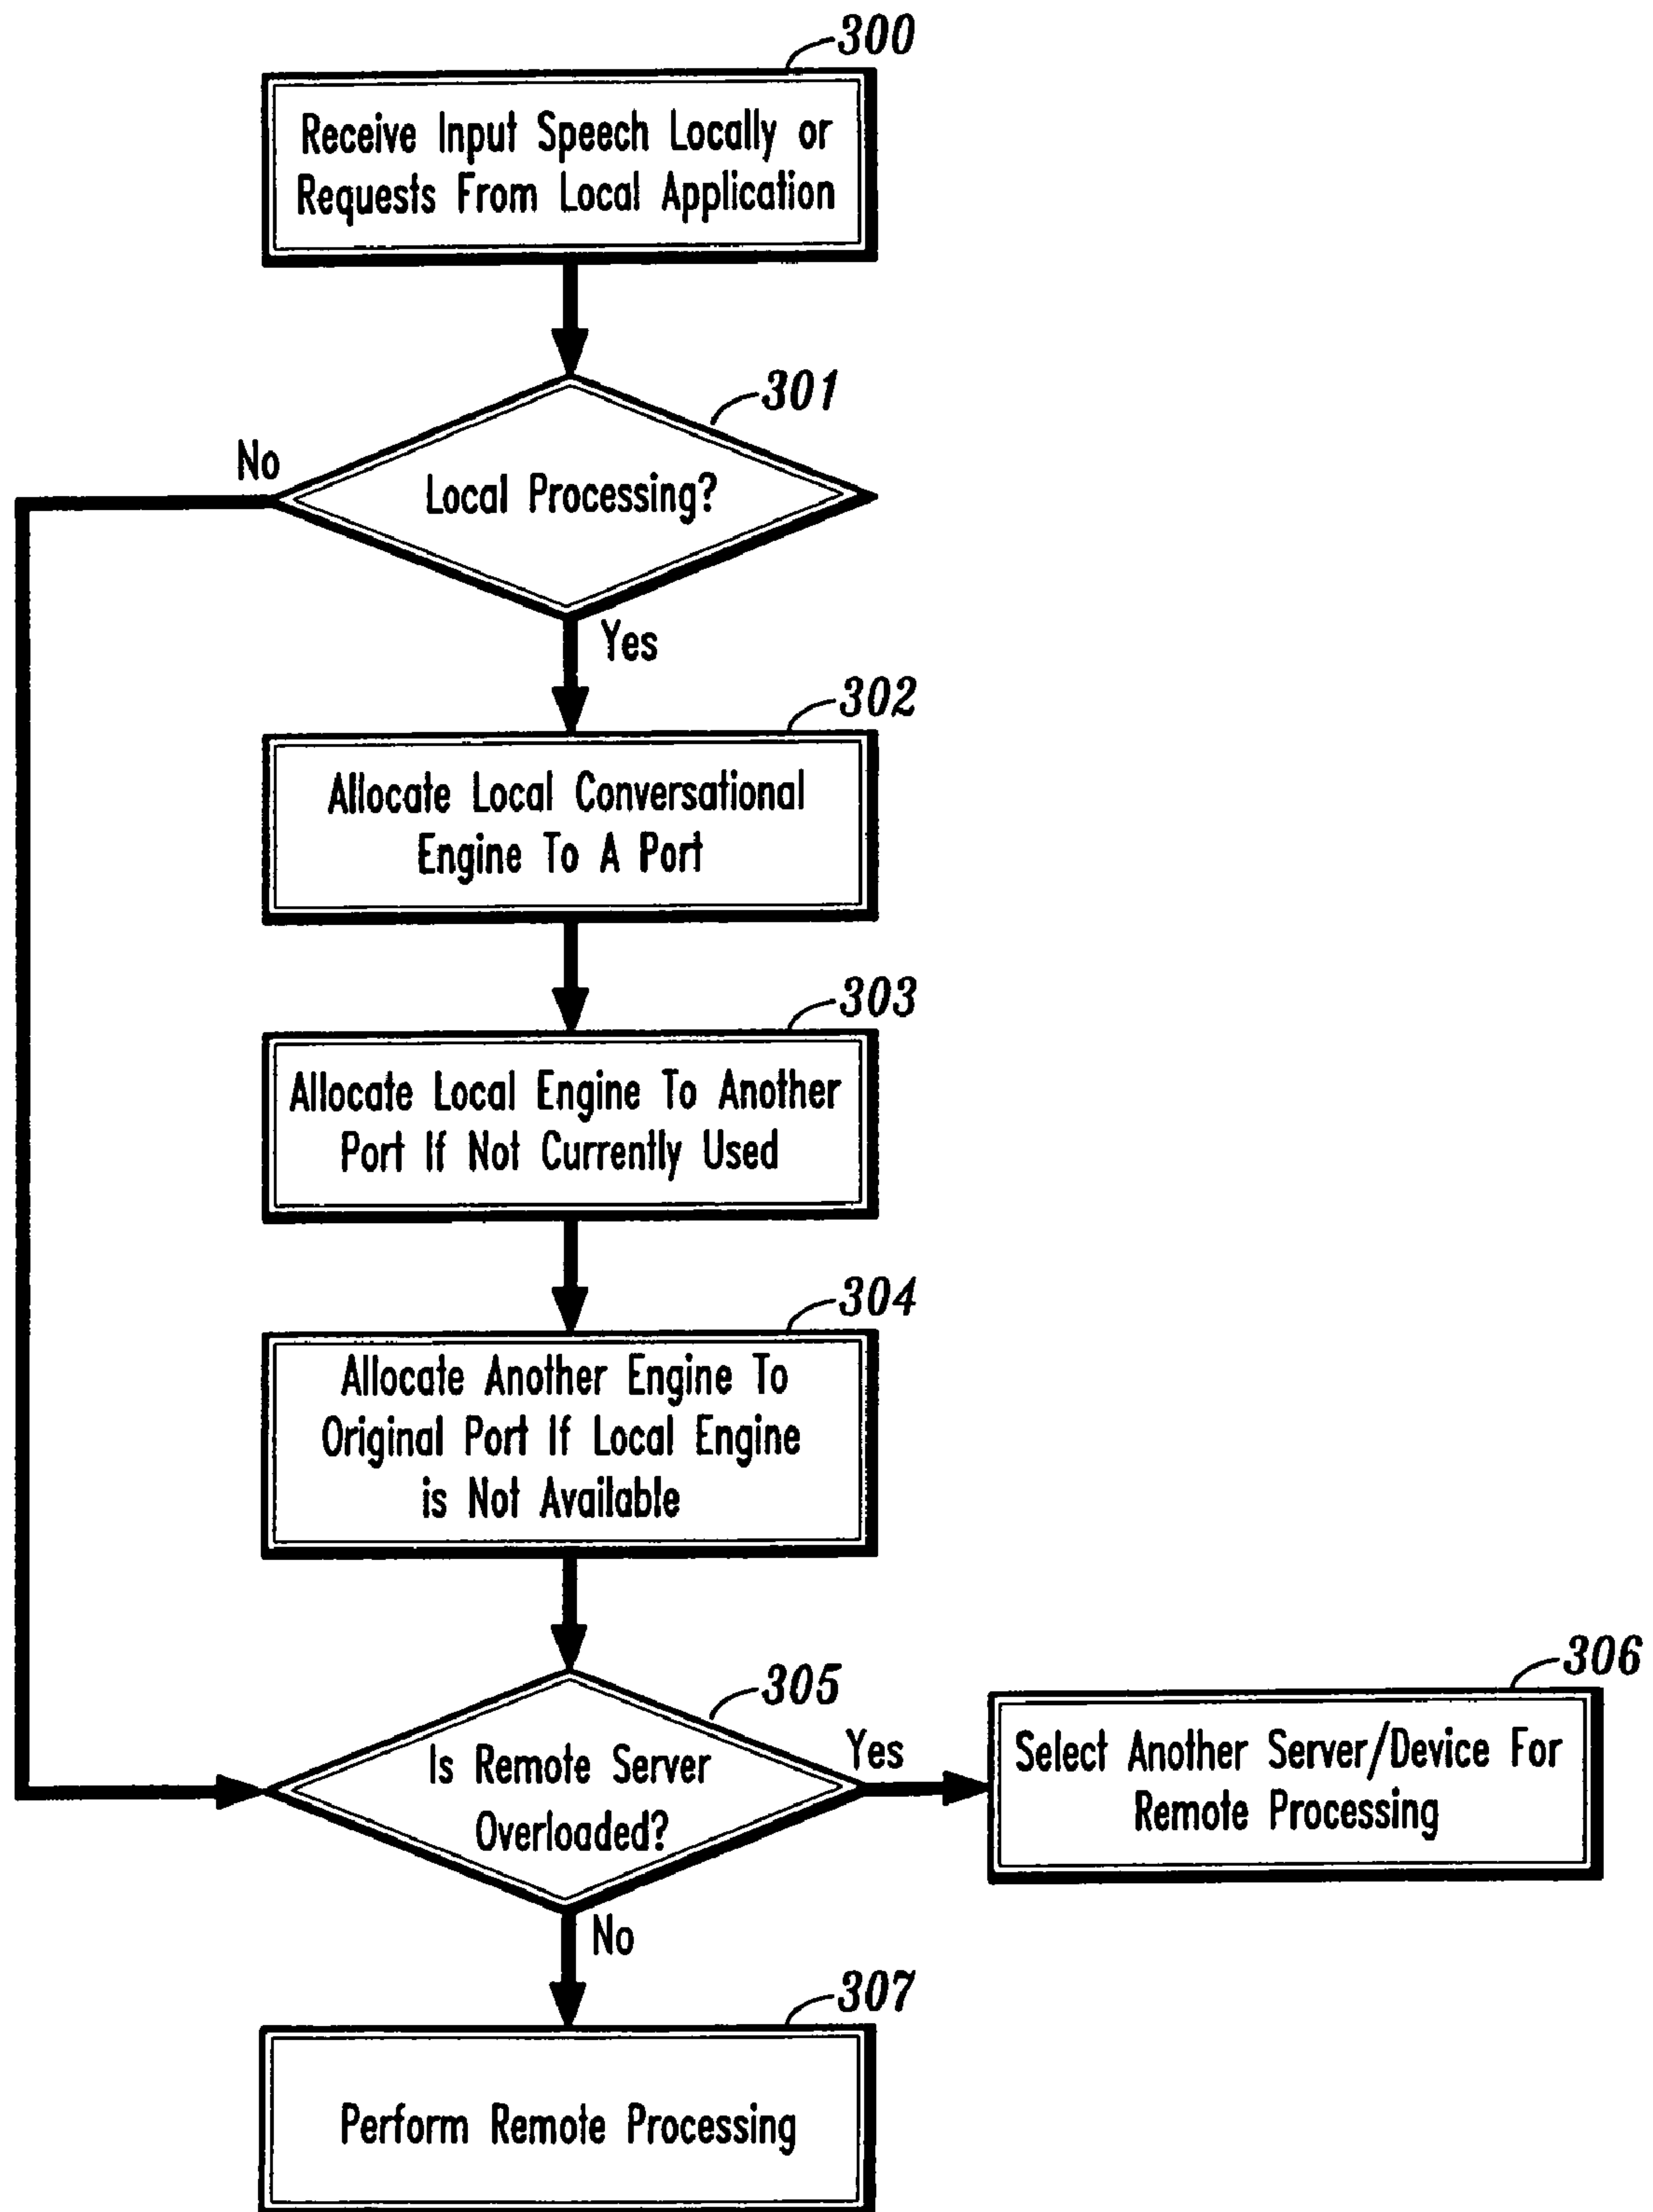 300
Receive Input Speech Locally or
Requests From Local Application
301
No
Local Processing?
Yes
302
Allocate Local Conversational
Engine To A Port
303
Allocate Local Engine To Another
Port If Not Currently Used
304
Allocate Another Engine To
Original Port If Local Engine
is Not Available
305
306
Is Remote Server
Overloaded?
Yes
Select Another Server/Device For
Remote Processing
No
307
Perform Remote Processing